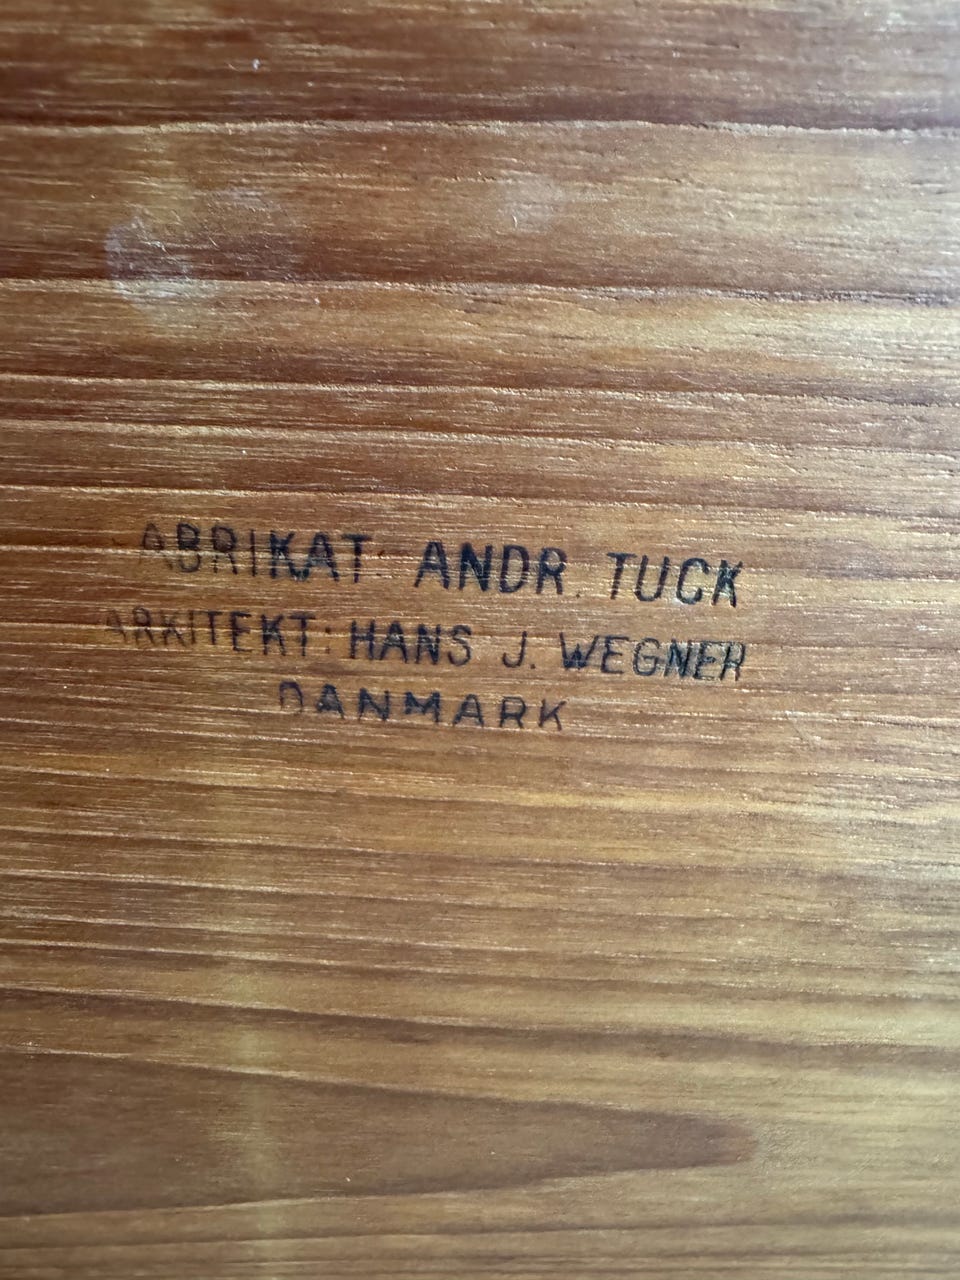 ABRIKAT: ANDR. TUCK
ARKITEKT: HANS J. WEGNER
DANMARK